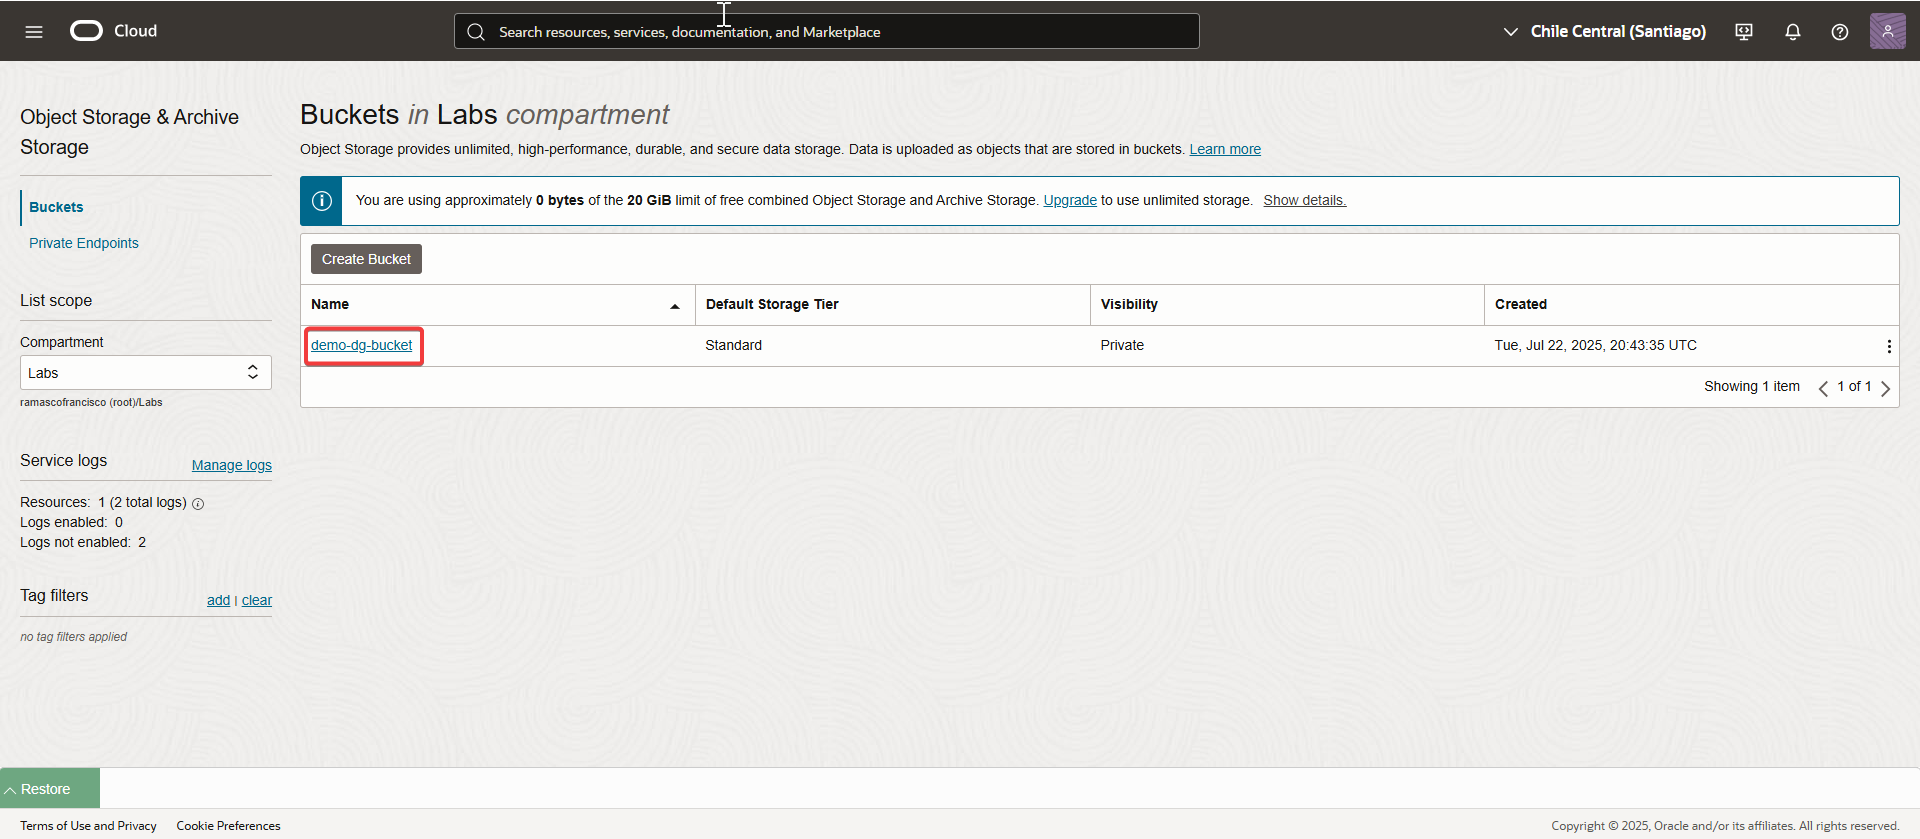 Cloud
Search resources, services, documentation, and Marketplace
Chile Central (Santiago)
Object Storage & Archive
Storage
Buckets
Private Endpoints
List scope
Compartment
Labs
ramascofrancisco (root)/Labs
Service logs
Manage logs
Resources: 1 (2 total logs)
Logs enabled: 0
Logs not enabled: 2
Tag filters
add | clear
no tag filters applied
Buckets in Labs compartment
Object Storage provides unlimited, high-performance, durable, and secure data storage. Data is uploaded as objects that are stored in buckets. Learn more
You are using approximately 0 bytes of the 20 GiB limit of free combined Object Storage and Archive Storage. Upgrade to use unlimited storage. Show details.
Create Bucket
Name Default Storage Tier Visibility Created
demo-dg-bucket Standard Private Tue, Jul 22, 2025, 20:43:35 UTC
Showing 1 item 1 of 1
Restore
Terms of Use and Privacy Cookie Preferences
Copyright © 2025, Oracle and/or its affiliates. All rights reserved.